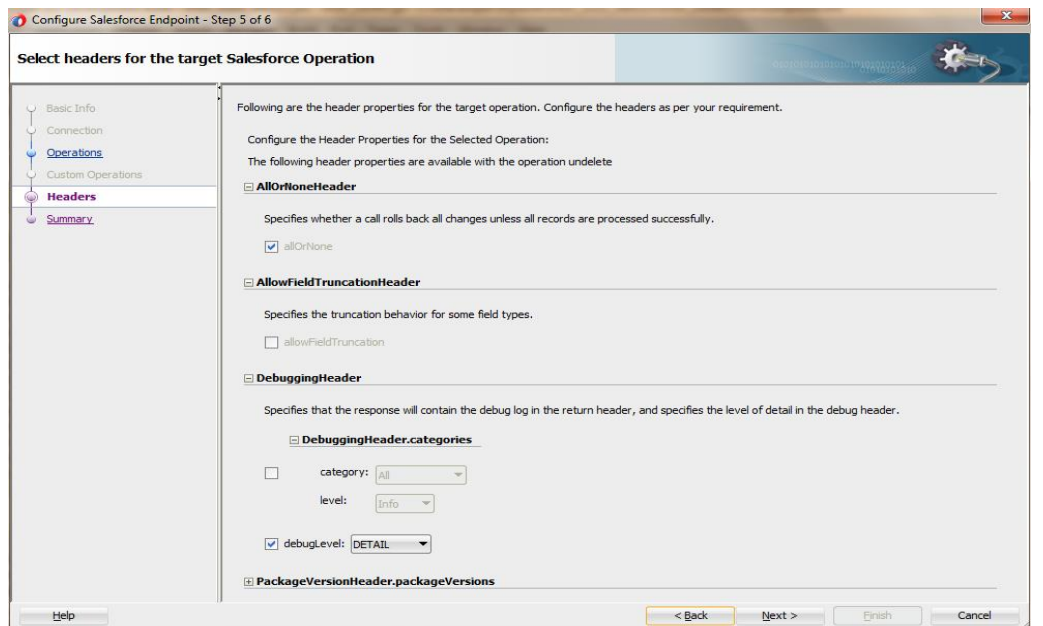 Configure Salesforce Endpoint - Step 5 of 6
Select headers for the target Salesforce Operation
Basic Info
Connection
Operations
Custom Operations
Headers
Summary
Following are the header properties for the target operation. Configure the headers as per your requirement.
Configure the Header Properties for the Selected Operation:
The following header properties are available with the operation undelete
AllOrNoneHeader
Specifies whether a call rolls back all changes unless all records are processed successfully.
allOrNone
AllowFieldTruncationHeader
Specifies the truncation behavior for some field types.
allowFieldTruncation
DebuggingHeader
Specifies that the response will contain the debug log in the return header, and specifies the level of detail in the debug header.
DebuggingHeader.categories
category: All
level: Info
debugLevel: DETAIL
PackageVersionHeader.packageVersions
Help < Back Next > Finish Cancel